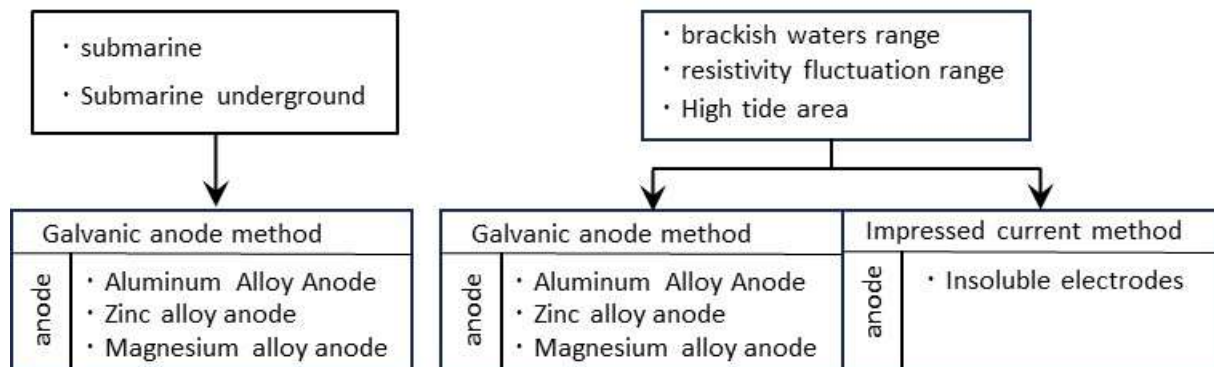 ・submarine
・Submarine underground
・brackish waters range
・resistivity fluctuation range
・High tide area
Galvanic anode method
anode
・Aluminum Alloy Anode
・Zinc alloy anode
・Magnesium alloy anode
Galvanic anode method
anode
・Aluminum Alloy Anode
・Zinc alloy anode
・Magnesium alloy anode
Impressed current method
anode
・Insoluble electrodes